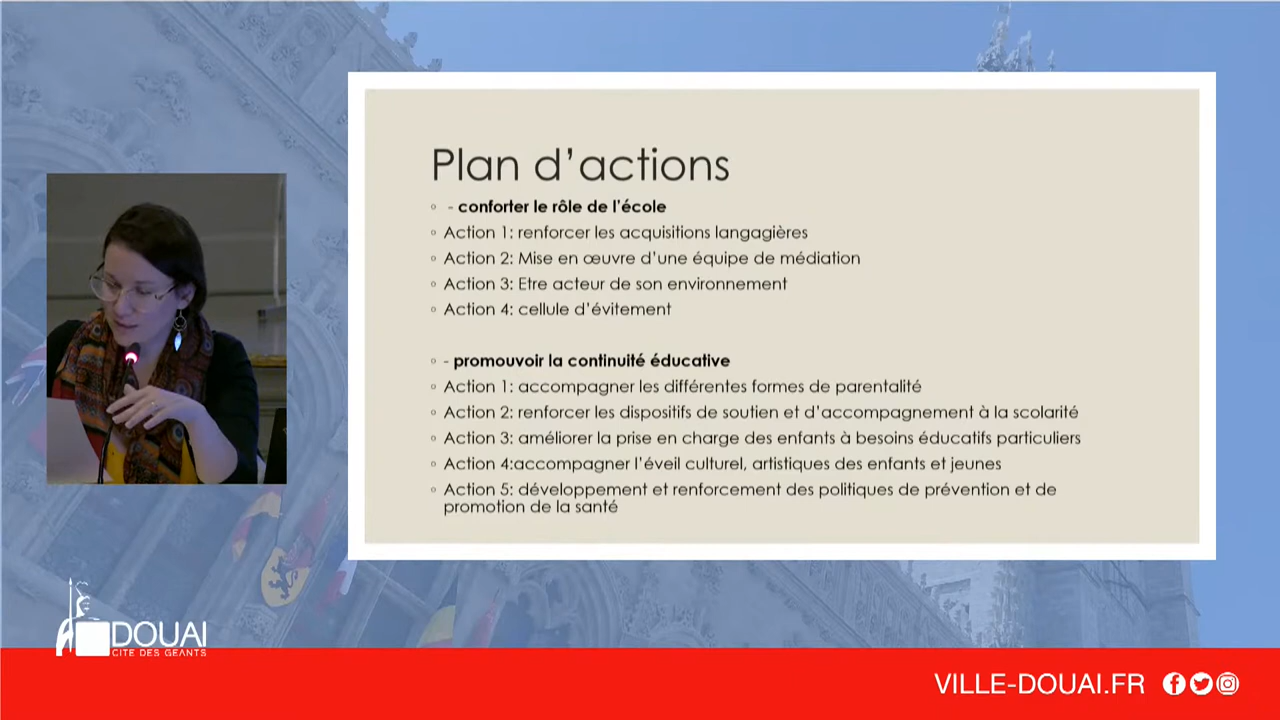 Plan d’actions
◦ - conforter le rôle de l’école
◦ Action 1: renforcer les acquisitions langagières
◦ Action 2: Mise en œuvre d’une équipe de médiation
◦ Action 3: Etre acteur de son environnement
◦ Action 4: cellule d’évitement
◦ - promouvoir la continuité éducative
◦ Action 1: accompagner les différentes formes de parentalité
◦ Action 2: renforcer les dispositifs de soutien et d’accompagnement à la scolarité
◦ Action 3: améliorer la prise en charge des enfants à besoins éducatifs particuliers
◦ Action 4:accompagner l’éveil culturel, artistiques des enfants et jeunes
◦ Action 5: développement et renforcement des politiques de prévention et de
promotion de la santé
DOUAI
CITE DES GEANTS
VILLE-DOUAI.FR